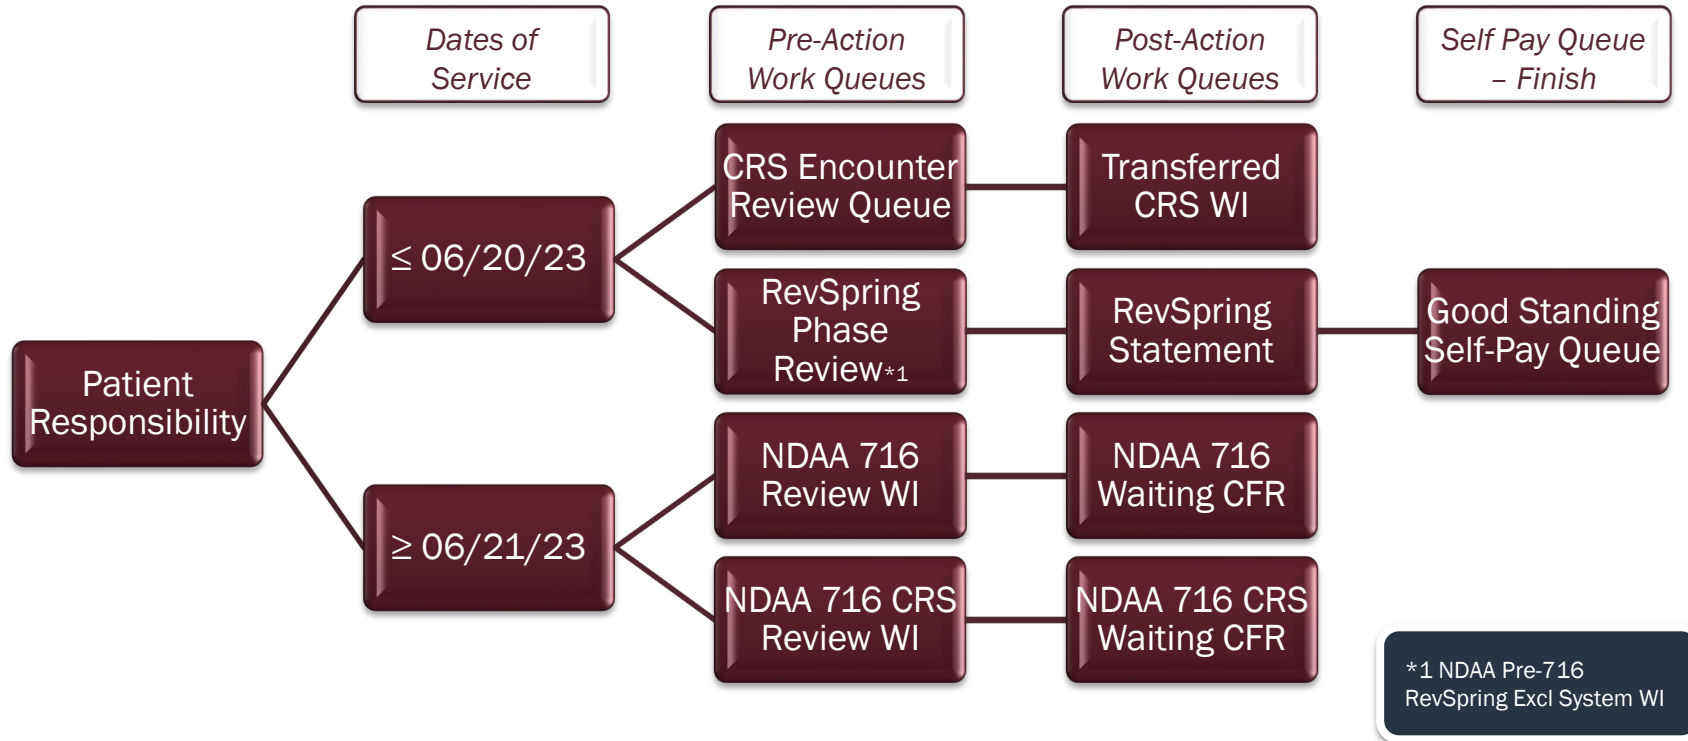 Dates of
Service
Pre-Action
Work Queues
Post-Action
Work Queues
Self Pay Queue
– Finish
Patient
Responsibility
≤ 06/20/23
CRS Encounter
Review Queue
Transferred
CRS WI
RevSpring
Phase
Review*1
RevSpring
Statement
Good Standing
Self-Pay Queue
≥ 06/21/23
NDAA 716
Review WI
NDAA 716
Waiting CFR
NDAA 716 CRS
Review WI
NDAA 716 CRS
Waiting CFR
*1 NDAA Pre-716
RevSpring Excl System WI